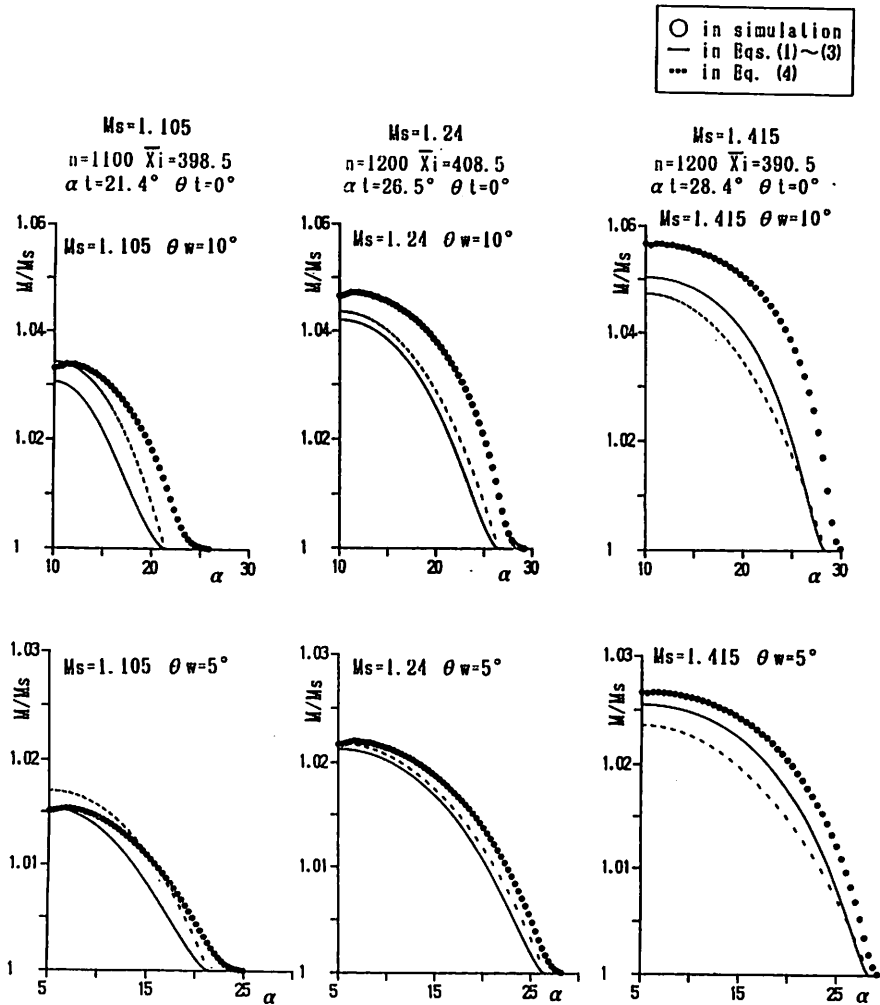 ○ in simulation
— in Eqs. (1)～(3)
••• in Eq. (4)
Ms=1.105
n=1100 X̅i=398.5
αt=21.4° θt=0°
Ms=1.24
n=1200 X̅i=408.5
αt=26.5° θt=0°
Ms=1.415
n=1200 X̅i=390.5
αt=28.4° θt=0°
Ms=1.105 θw=10°
M/Ms
1.06
1.04
1.02
1
10
20
30
α
Ms=1.24 θw=10°
M/Ms
1.06
1.04
1.02
1
10
20
30
α
Ms=1.415 θw=10°
M/Ms
1.06
1.04
1.02
1
10
20
30
α
Ms=1.105 θw=5°
M/Ms
1.03
1.02
1.01
1
5
15
25
α
Ms=1.24 θw=5°
M/Ms
1.03
1.02
1.01
1
5
15
25
α
Ms=1.415 θw=5°
M/Ms
1.03
1.02
1.01
1
5
15
25
α